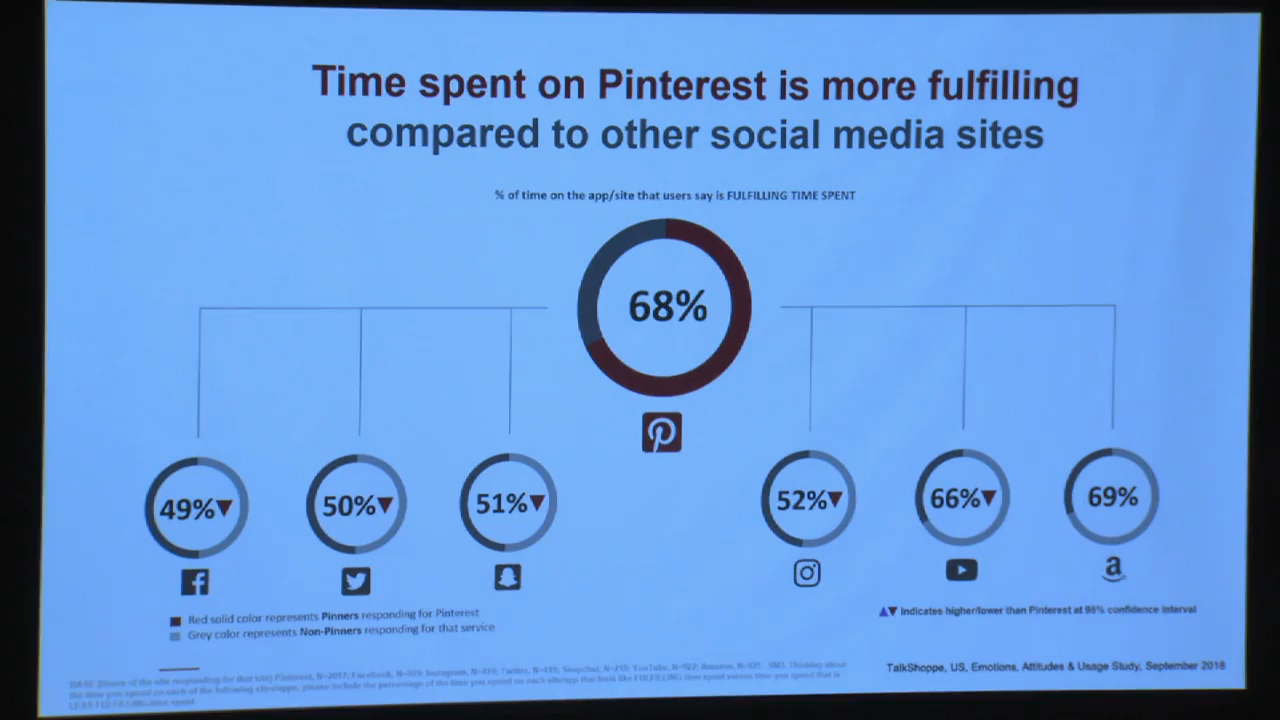 Time spent on Pinterest is more fulfilling
compared to other social media sites
% of time on the app/site that users say is FULFILLING TIME SPENT
68%
49%▼
50%▼
51%▼
52%▼
66%▼
69%
Red solid color represents Pinners responding for Pinterest
Grey color represents Non-Pinners responding for that service
▲▼ Indicates higher/lower than Pinterest at 95% confidence interval
TalkShoppe, US, Emotions, Attitudes & Usage Study, September 2018